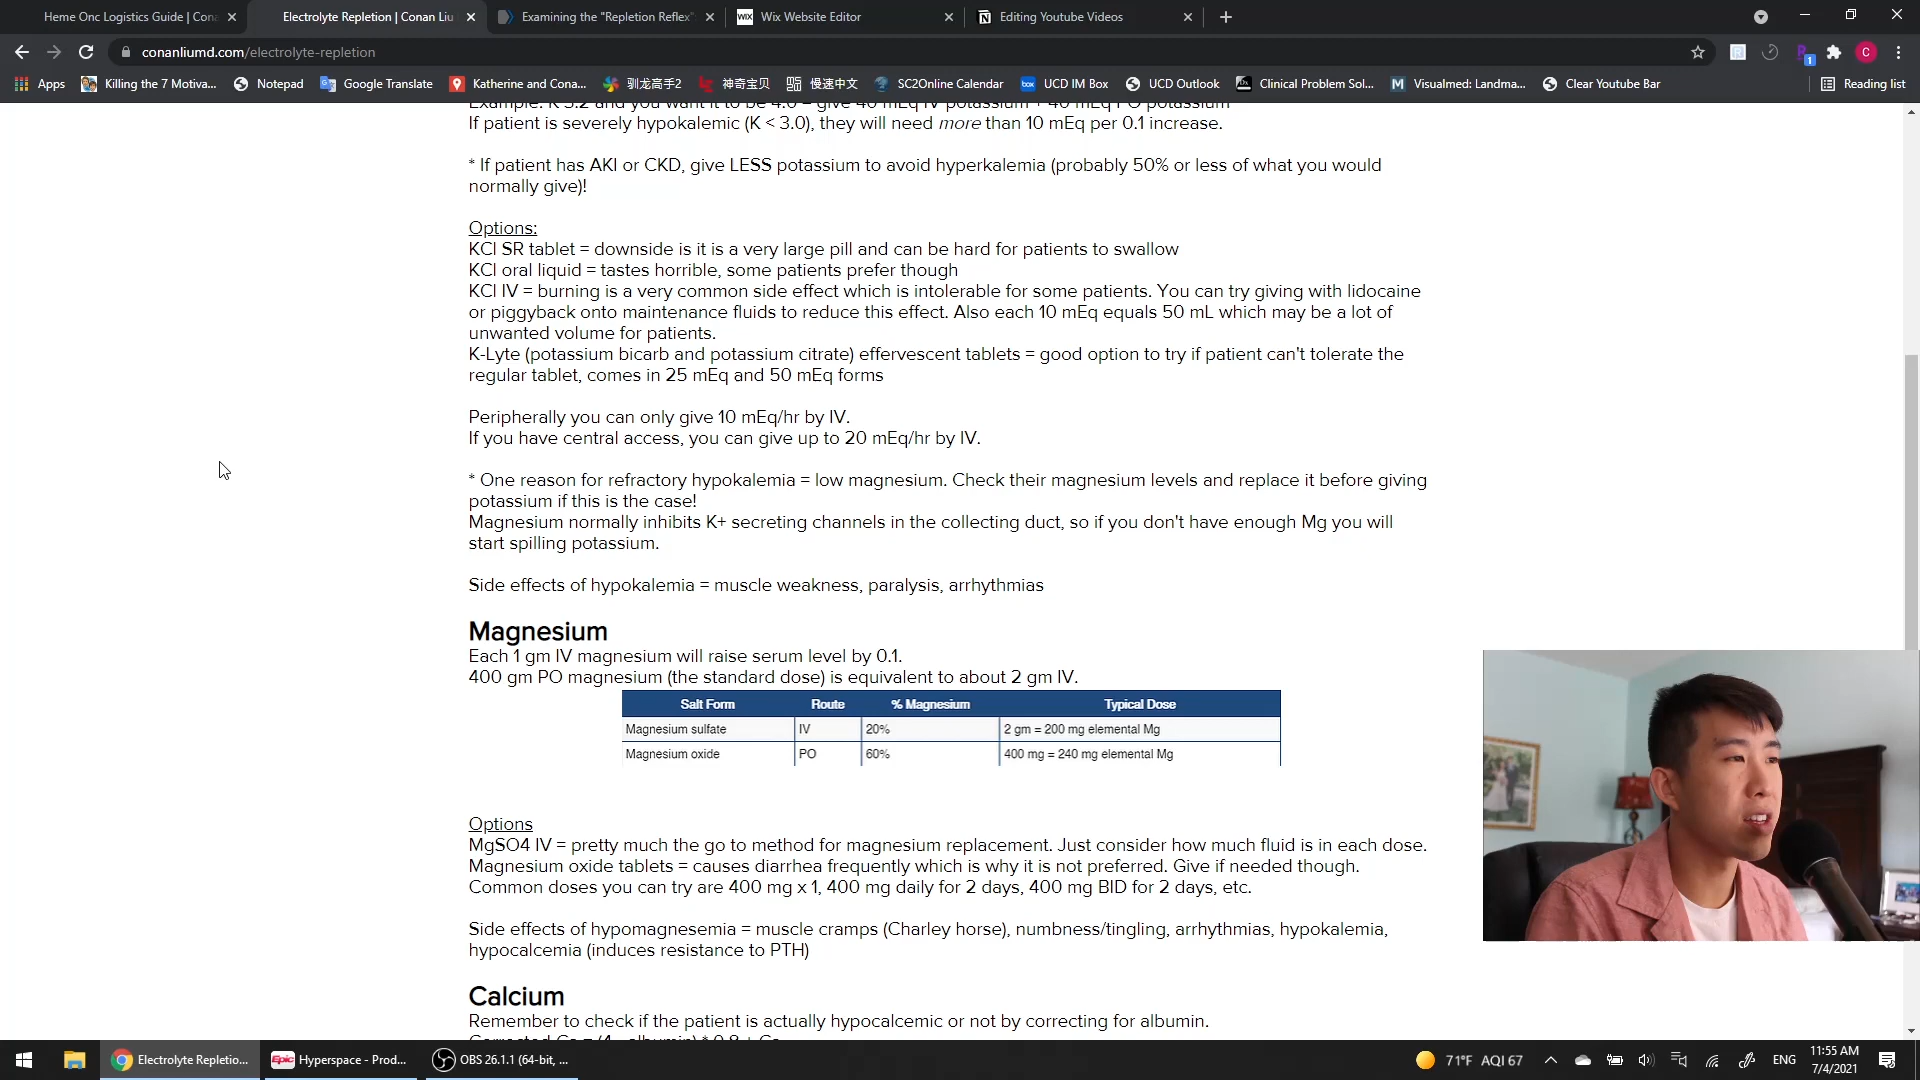 Heme Onc Logistics Guide | Cona
Electrolyte Repletion | Conan Liu
Examining the "Repletion Reflex"
Wix Website Editor
Editing Youtube Videos
conanliumd.com/electrolyte-repletion
C
Apps
Killing the 7 Motiva...
Notepad
Google Translate
Katherine and Cona...
驯龙高手2
神奇宝贝
慢速中文
SC2Online Calendar
UCD IM Box
UCD Outlook
Clinical Problem Sol...
Visualmed: Landma...
Clear Youtube Bar
Reading list
Example: K 3.2 and you want it to be 4.0 = give 40 mEq IV potassium + 40 mEq PO potassium
If patient is severely hypokalemic (K < 3.0), they will need more than 10 mEq per 0.1 increase.
* If patient has AKI or CKD, give LESS potassium to avoid hyperkalemia (probably 50% or less of what you would
normally give)!
Options:
KCl SR tablet = downside is it is a very large pill and can be hard for patients to swallow
KCl oral liquid = tastes horrible, some patients prefer though
KCl IV = burning is a very common side effect which is intolerable for some patients. You can try giving with lidocaine
or piggyback onto maintenance fluids to reduce this effect. Also each 10 mEq equals 50 mL which may be a lot of
unwanted volume for patients.
K-Lyte (potassium bicarb and potassium citrate) effervescent tablets = good option to try if patient can't tolerate the
regular tablet, comes in 25 mEq and 50 mEq forms
Peripherally you can only give 10 mEq/hr by IV.
If you have central access, you can give up to 20 mEq/hr by IV.
* One reason for refractory hypokalemia = low magnesium. Check their magnesium levels and replace it before giving
potassium if this is the case!
Magnesium normally inhibits K+ secreting channels in the collecting duct, so if you don't have enough Mg you will
start spilling potassium.
Side effects of hypokalemia = muscle weakness, paralysis, arrhythmias
Magnesium
Each 1 gm IV magnesium will raise serum level by 0.1.
400 gm PO magnesium (the standard dose) is equivalent to about 2 gm IV.
Salt Form Route % Magnesium Typical Dose
Magnesium sulfate IV 20% 2 gm = 200 mg elemental Mg
Magnesium oxide PO 60% 400 mg = 240 mg elemental Mg
Options
MgSO4 IV = pretty much the go to method for magnesium replacement. Just consider how much fluid is in each dose.
Magnesium oxide tablets = causes diarrhea frequently which is why it is not preferred. Give if needed though.
Common doses you can try are 400 mg x 1, 400 mg daily for 2 days, 400 mg BID for 2 days, etc.
Side effects of hypomagnesemia = muscle cramps (Charley horse), numbness/tingling, arrhythmias, hypokalemia,
hypocalcemia (induces resistance to PTH)
Calcium
Remember to check if the patient is actually hypocalcemic or not by correcting for albumin.
Corrected Ca = (4 - albumin) * 0.8 + Ca
Electrolyte Repletio...
Epic Hyperspace - Prod...
OBS 26.1.1 (64-bit, ...
71°F AQI 67
ENG
11:55 AM
7/4/2021